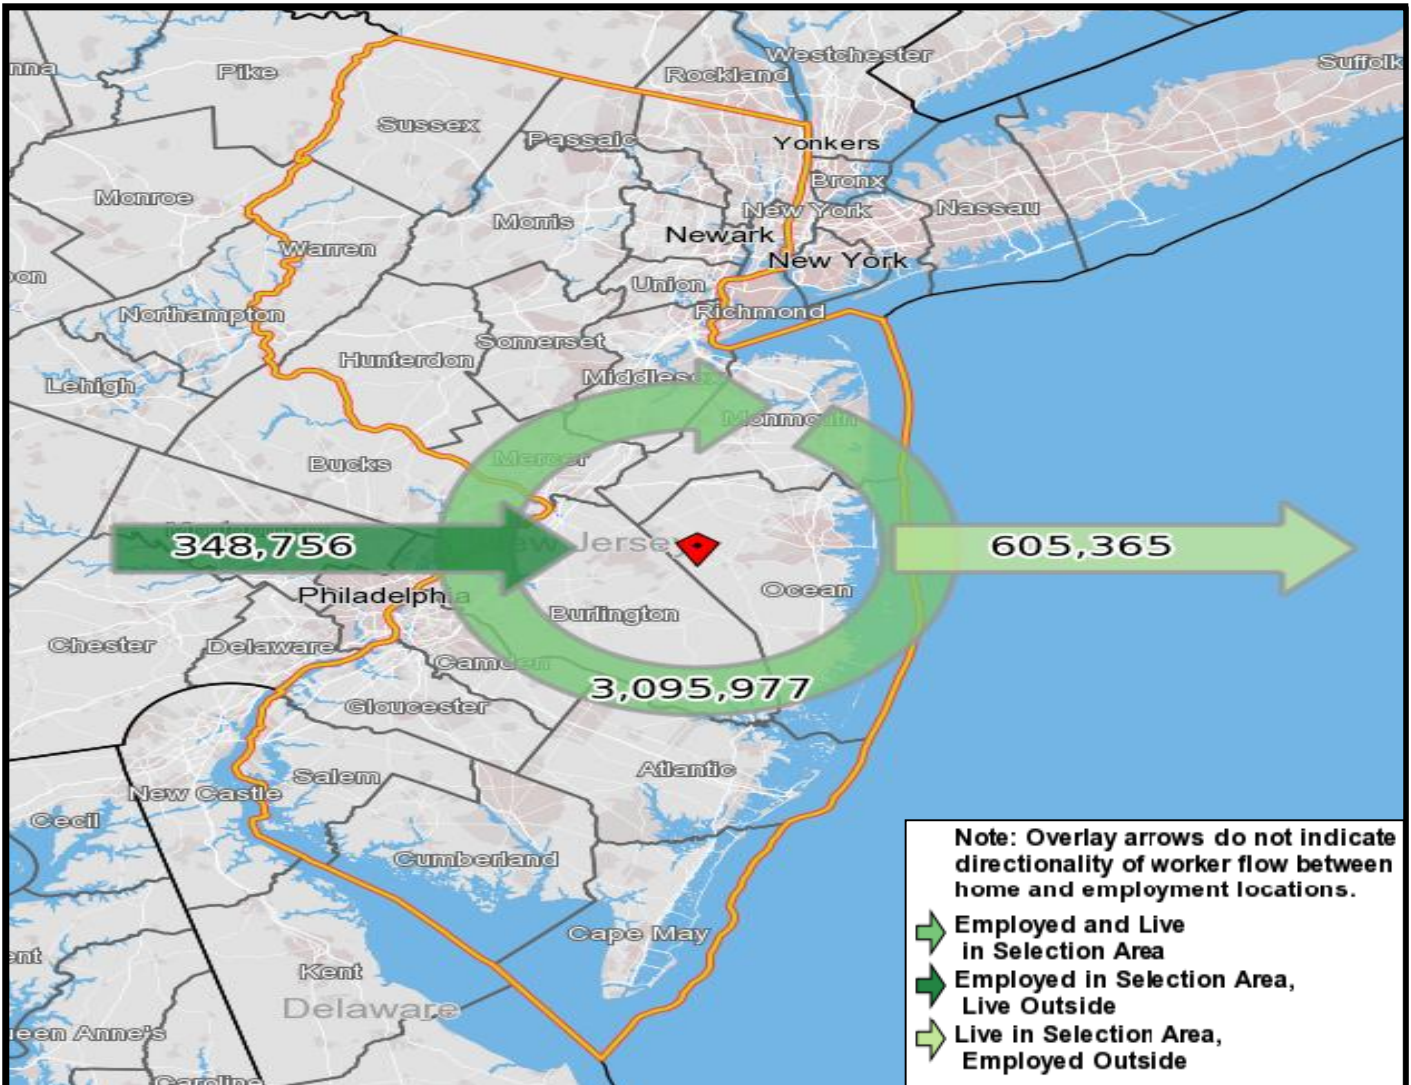 Westchester
Suffolk
Pike
Rockland
Sussex
Passaic
Yonkers
Bronx
Monroe
Morris
New York
Nassau
Newark
Warren
New York
Union
Northampton
Richmond
Somerset
Hunterdon
Lehigh
Middlesex
Monmouth
Bucks
Mercer
348,756
New Jersey
605,365
Philadelphia
Ocean
Burlington
Chester
Delaware
Camden
3,095,977
Gloucester
Atlantic
Salem
New Castle
Cecil
Cumberland
Cape May
Kent
Delaware
een Anne's
Caroline
Note: Overlay arrows do not indicate
directionality of worker flow between
home and employment locations.
Employed and Live
in Selection Area
Employed in Selection Area,
Live Outside
Live in Selection Area,
Employed Outside